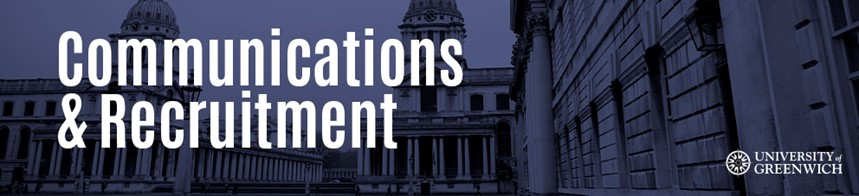 Communications
& Recruitment
UNIVERSITY of
GREENWICH